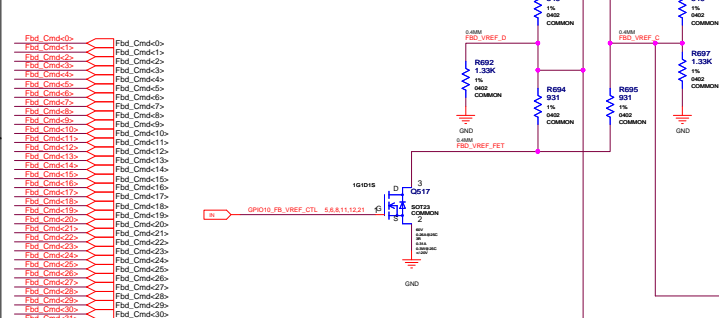 Fbd_Cmd<0>
Fbd_Cmd<1>
Fbd_Cmd<2>
Fbd_Cmd<3>
Fbd_Cmd<4>
Fbd_Cmd<5>
Fbd_Cmd<6>
Fbd_Cmd<7>
Fbd_Cmd<8>
Fbd_Cmd<9>
Fbd_Cmd<10>
Fbd_Cmd<11>
Fbd_Cmd<12>
Fbd_Cmd<13>
Fbd_Cmd<14>
Fbd_Cmd<15>
Fbd_Cmd<16>
Fbd_Cmd<17>
Fbd_Cmd<18>
Fbd_Cmd<19>
Fbd_Cmd<20>
Fbd_Cmd<21>
Fbd_Cmd<22>
Fbd_Cmd<23>
Fbd_Cmd<24>
Fbd_Cmd<25>
Fbd_Cmd<26>
Fbd_Cmd<27>
Fbd_Cmd<28>
Fbd_Cmd<29>
Fbd_Cmd<30>
Fbd_Cmd<0>
Fbd_Cmd<1>
Fbd_Cmd<2>
Fbd_Cmd<3>
Fbd_Cmd<4>
Fbd_Cmd<5>
Fbd_Cmd<6>
Fbd_Cmd<7>
Fbd_Cmd<8>
Fbd_Cmd<9>
Fbd_Cmd<10>
Fbd_Cmd<11>
Fbd_Cmd<12>
Fbd_Cmd<13>
Fbd_Cmd<14>
Fbd_Cmd<15>
Fbd_Cmd<16>
Fbd_Cmd<17>
Fbd_Cmd<18>
Fbd_Cmd<19>
Fbd_Cmd<20>
Fbd_Cmd<21>
Fbd_Cmd<22>
Fbd_Cmd<23>
Fbd_Cmd<24>
Fbd_Cmd<25>
Fbd_Cmd<26>
Fbd_Cmd<27>
Fbd_Cmd<28>
Fbd_Cmd<29>
Fbd_Cmd<30>
IN
GPIO10_FB_VREF_CTL 5,6,8,11,12,21
1G1D1S
D
G
S
3
1
2
Q517
SOT23
COMMON
GND
0.4MM
FBD_VREF_D
R692
1.33K
1%
0402
COMMON
GND
0.4MM
FBD_VREF_FET
1%
0402
COMMON
R694
931
1%
0402
COMMON
0.4MM
FBD_VREF_C
R695
931
1%
0402
COMMON
1%
0402
COMMON
R697
1.33K
1%
0402
COMMON
GND